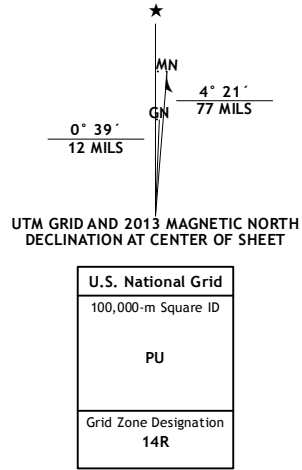 ★
MN
4° 21´
77 MILS
GN
0° 39´
12 MILS
UTM GRID AND 2013 MAGNETIC NORTH
DECLINATION AT CENTER OF SHEET
U.S. National Grid
100,000-m Square ID
PU
Grid Zone Designation
14R